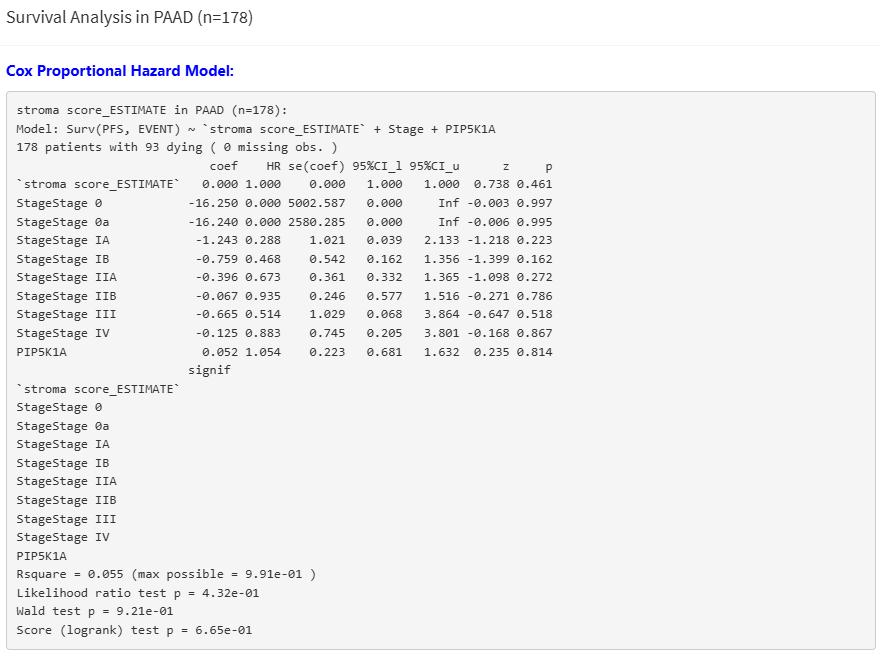 Survival Analysis in PAAD (n=178)
Cox Proportional Hazard Model:
stroma score_ESTIMATE in PAAD (n=178):
Model: Surv(PFS, EVENT) ~ `stroma score_ESTIMATE` + Stage + PIP5K1A
178 patients with 93 dying ( 0 missing obs. )
coef HR se(coef) 95%CI_l 95%CI_u z p
`stroma score_ESTIMATE` 0.000 1.000 0.000 1.000 1.000 0.738 0.461
StageStage 0 -16.250 0.000 5002.587 0.000 Inf -0.003 0.997
StageStage 0a -16.240 0.000 2580.285 0.000 Inf -0.006 0.995
StageStage IA -1.243 0.288 1.021 0.039 2.133 -1.218 0.223
StageStage IB -0.759 0.468 0.542 0.162 1.356 -1.399 0.162
StageStage IIA -0.396 0.673 0.361 0.332 1.365 -1.098 0.272
StageStage IIB -0.067 0.935 0.246 0.577 1.516 -0.271 0.786
StageStage III -0.665 0.514 1.029 0.068 3.864 -0.647 0.518
StageStage IV -0.125 0.883 0.745 0.205 3.801 -0.168 0.867
PIP5K1A 0.052 1.054 0.223 0.681 1.632 0.235 0.814
signif
`stroma score_ESTIMATE`
StageStage 0
StageStage 0a
StageStage IA
StageStage IB
StageStage IIA
StageStage IIB
StageStage III
StageStage IV
PIP5K1A
Rsquare = 0.055 (max possible = 9.91e-01 )
Likelihood ratio test p = 4.32e-01
Wald test p = 9.21e-01
Score (logrank) test p = 6.65e-01